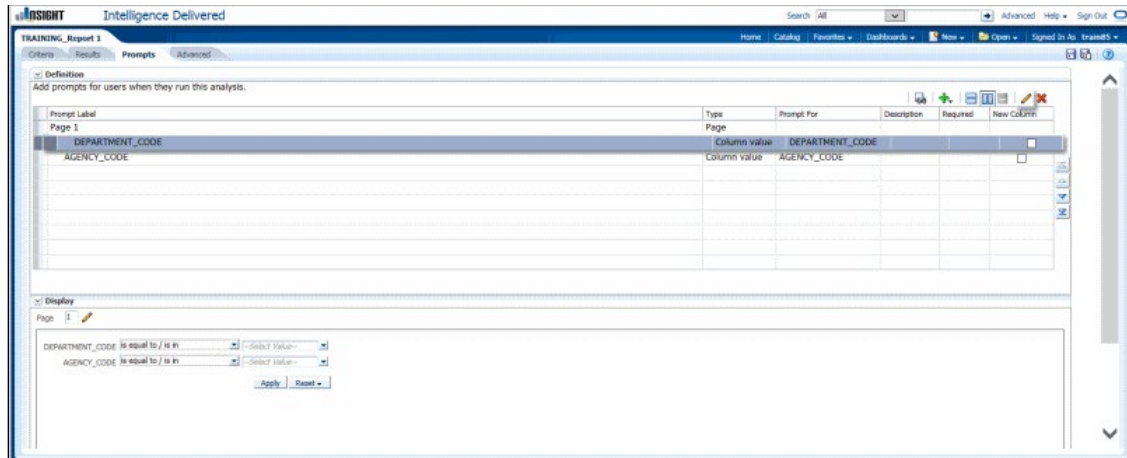 INSIGHT Intelligence Delivered Search All Advanced Help Sign Out
TRAINING_Report 1 Home Catalog Favorites Dashboards New Open Signed In As train85
Criteria Results Prompts Advanced
Definition
Add prompts for users when they run this analysis.
Prompt Label Type Prompt For Description Required New Column
Page 1 Page
DEPARTMENT_CODE Column value DEPARTMENT_CODE
AGENCY_CODE Column value AGENCY_CODE
Display
Page 1
DEPARTMENT_CODE is equal to / is in --Select Value--
AGENCY_CODE is equal to / is in --Select Value--
Apply Reset